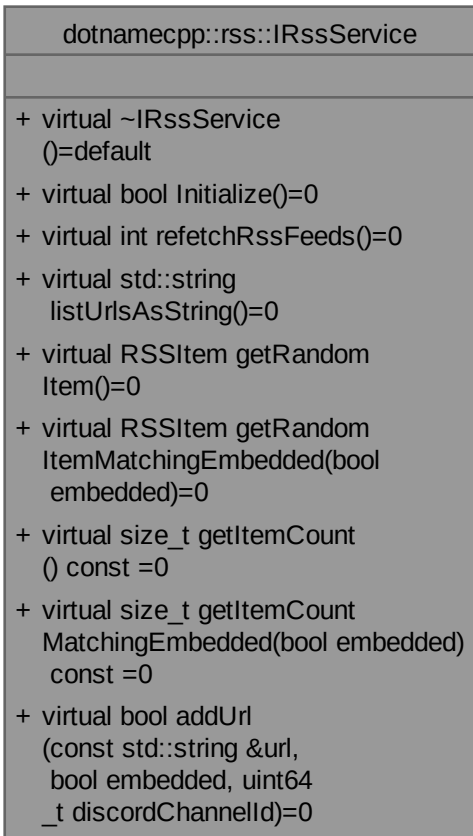 dotnamecpp::rss::IRssService
+ virtual ~IRssService
()=default
+ virtual bool Initialize()=0
+ virtual int refetchRssFeeds()=0
+ virtual std::string
listUrlsAsString()=0
+ virtual RSSItem getRandom
Item()=0
+ virtual RSSItem getRandom
ItemMatchingEmbedded(bool
embedded)=0
+ virtual size_t getItemCount
() const =0
+ virtual size_t getItemCount
MatchingEmbedded(bool embedded)
const =0
+ virtual bool addUrl
(const std::string &url,
bool embedded, uint64
_t discordChannelId)=0